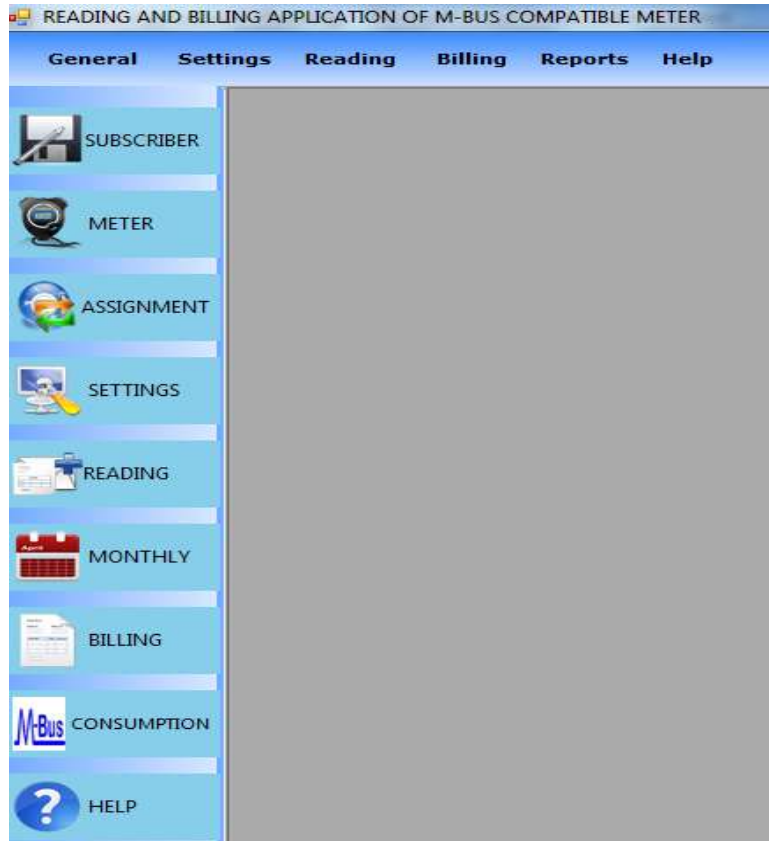 READING AND BILLING APPLICATION OF M-BUS COMPATIBLE METER
General Settings Reading Billing Reports Help
SUBSCRIBER
METER
ASSIGNMENT
SETTINGS
READING
April
MONTHLY
BILLING
M-Bus CONSUMPTION
? HELP